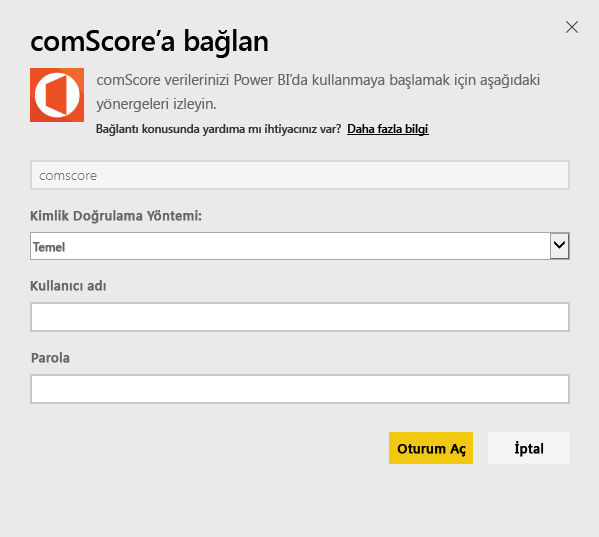 comScore’a bağlan
comScore verilerinizi Power BI’da kullanmaya başlamak için aşağıdaki
yönergeleri izleyin.
Bağlantı konusunda yardıma mı ihtiyacınız var? Daha fazla bilgi
comscore
Kimlik Doğrulama Yöntemi:
Temel
Kullanıcı adı
Parola
Oturum Aç İptal